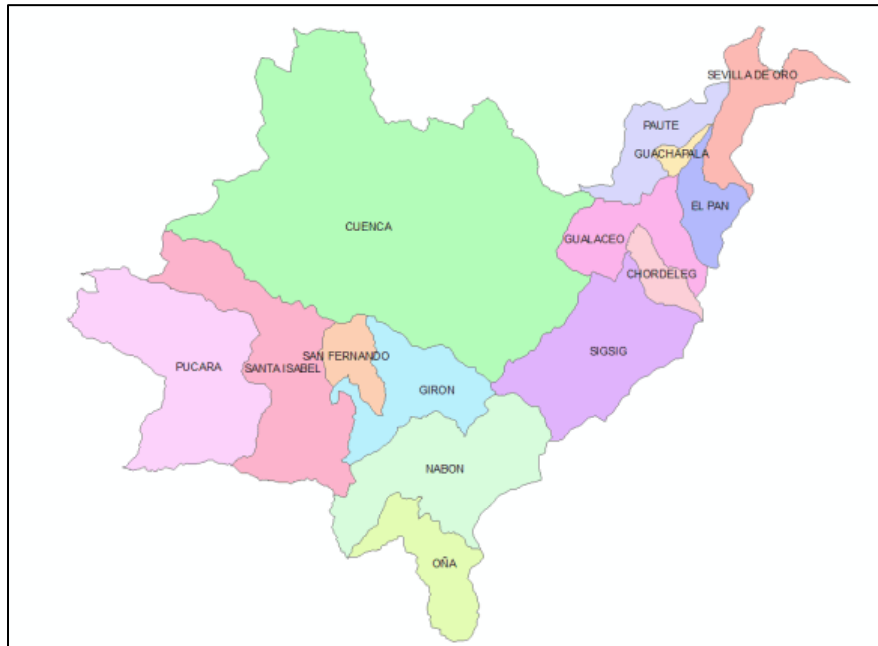 SEVILLA DE ORO
PAUTE
GUACHAPALA
EL PAN
CUENCA
GUALACEO
CHORDELEG
SAN FERNANDO
SIGSIG
PUCARA
SANTA ISABEL
GIRON
NABON
OÑA